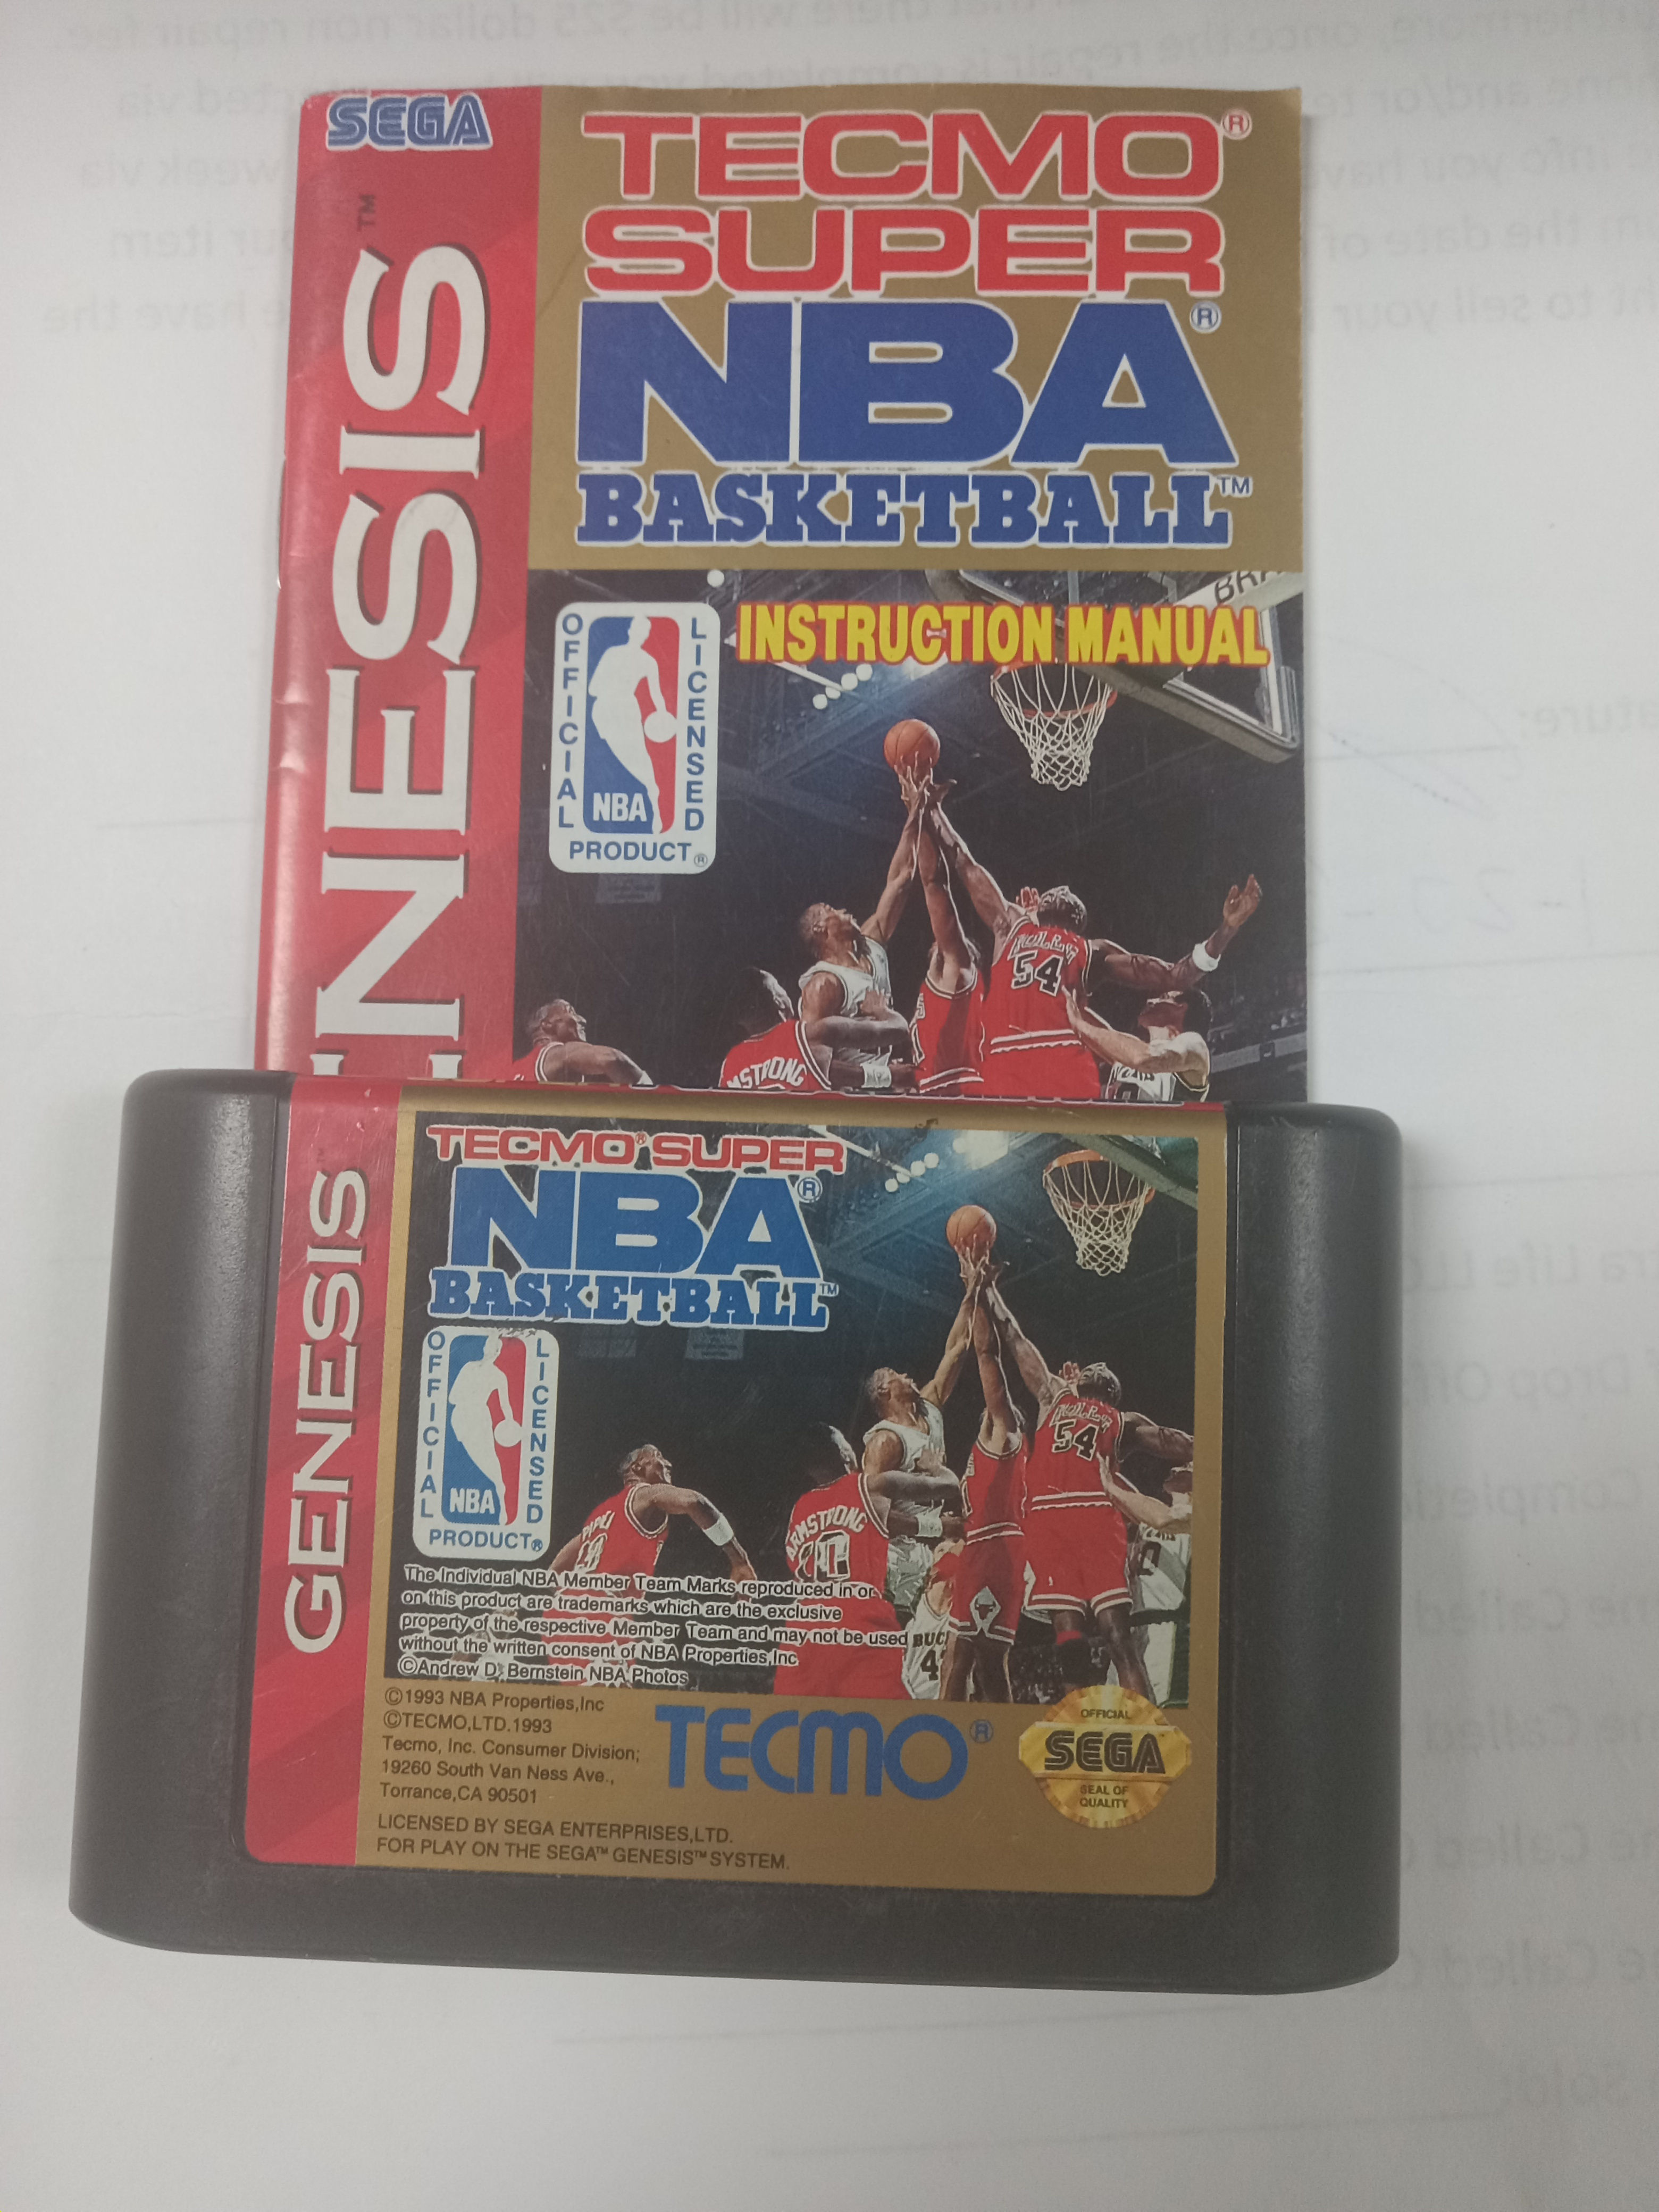 SEGA
GENESIS™
TECMO®
SUPER
NBA®
BASKETBALL™
INSTRUCTION MANUAL
OFFICIAL
LICENSED
NBA
PRODUCT®
54
GENESIS
TECMO® SUPER
NBA®
BASKETBALL™
OFFICIAL
LICENSED
NBA
PRODUCT®
ARMSTRONG
10
54
BUC
4
The Individual NBA Member Team Marks reproduced in or
on this product are trademarks which are the exclusive
property of the respective Member Team and may not be used
without the written consent of NBA Properties,Inc
©Andrew D. Bernstein NBA Photos
©1993 NBA Properties,Inc
©TECMO,LTD.1993
Tecmo, Inc. Consumer Division;
19260 South Van Ness Ave.,
Torrance,CA 90501
TECMO®
OFFICIAL
SEGA
SEAL OF
QUALITY
LICENSED BY SEGA ENTERPRISES,LTD.
FOR PLAY ON THE SEGA™ GENESIS™ SYSTEM.